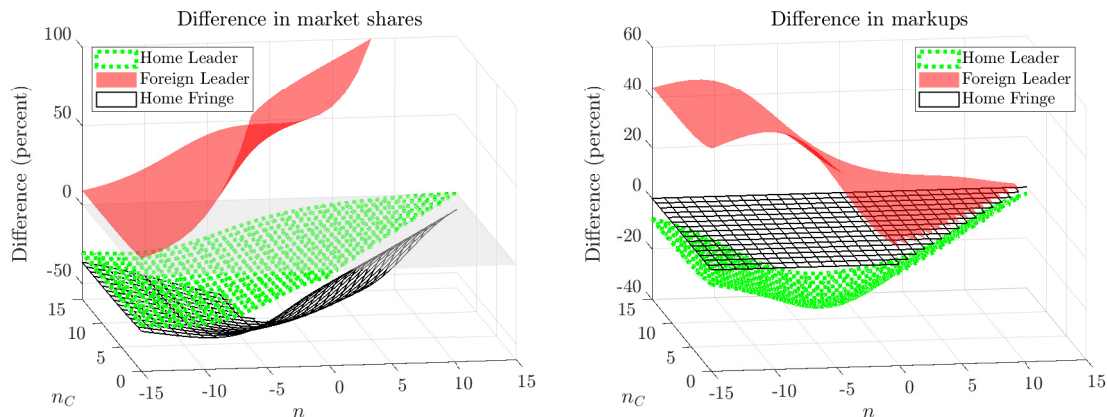 Difference in market shares
100
50
0
-50
Difference (percent)
Home Leader
Foreign Leader
Home Fringe
15
10
5
0
n_C
-15
-10
-5
0
5
10
15
n
Difference in markups
60
40
20
0
-20
-40
Difference (percent)
Home Leader
Foreign Leader
Home Fringe
15
10
5
0
n_C
-15
-10
-5
0
5
10
15
n